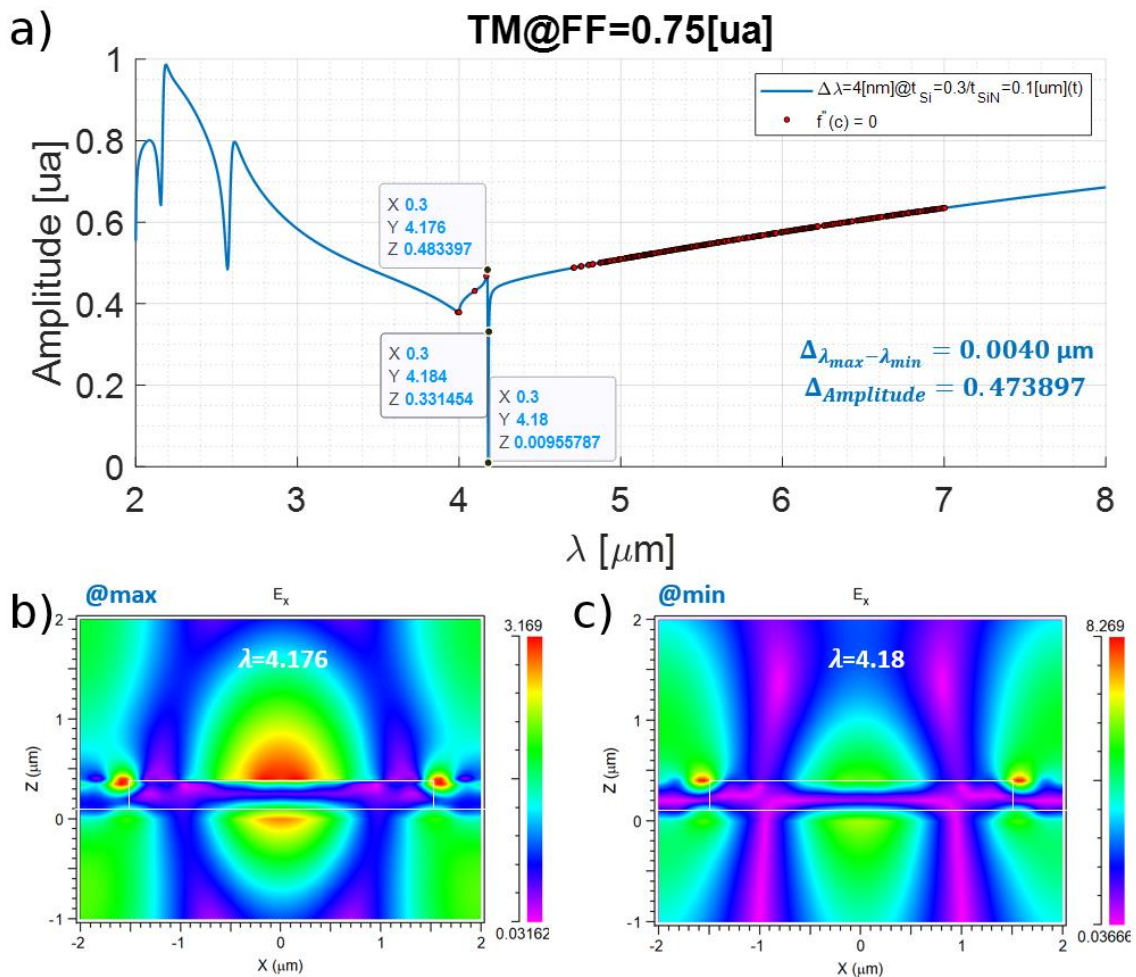 a)
TM@FF=0.75[ua]
Amplitude [ua]
1
0.8
0.6
0.4
0.2
0
Δλ=4[nm]@t_Si=0.3/t_SiN=0.1[um](t)
f''(c) = 0
X 0.3
Y 4.176
Z 0.483397
X 0.3
Y 4.184
Z 0.331454
X 0.3
Y 4.18
Z 0.00955787
Δλmax−λmin = 0.0040 μm
ΔAmplitude = 0.473897
2 3 4 5 6 7 8
λ [μm]
b)
@max
Ex
3.169
λ=4.176
2
1
0
-1
Z (μm)
0.03162
-2 -1 0 1 2
X (μm)
c)
@min
Ex
8.269
λ=4.18
2
1
0
-1
Z (μm)
0.03666
-2 -1 0 1 2
X (μm)